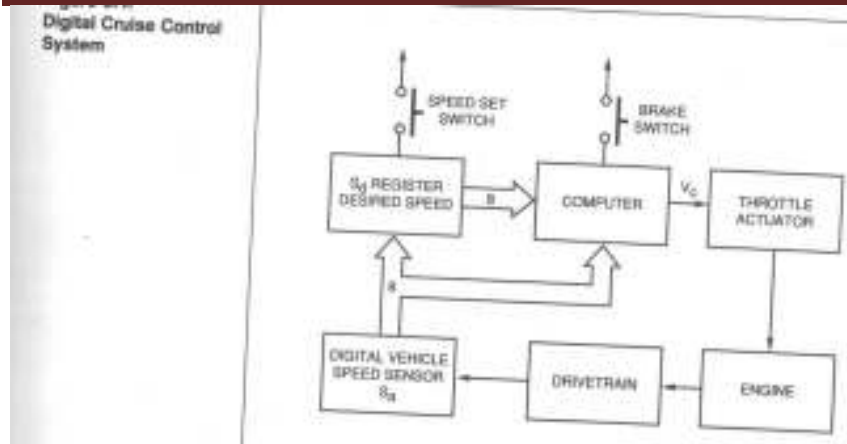 Digital Cruise Control
System
SPEED SET
SWITCH
BRAKE
SWITCH
Sd REGISTER
DESIRED SPEED
8
COMPUTER
Vc
THROTTLE
ACTUATOR
8
DIGITAL VEHICLE
SPEED SENSOR
Sa
DRIVETRAIN
ENGINE